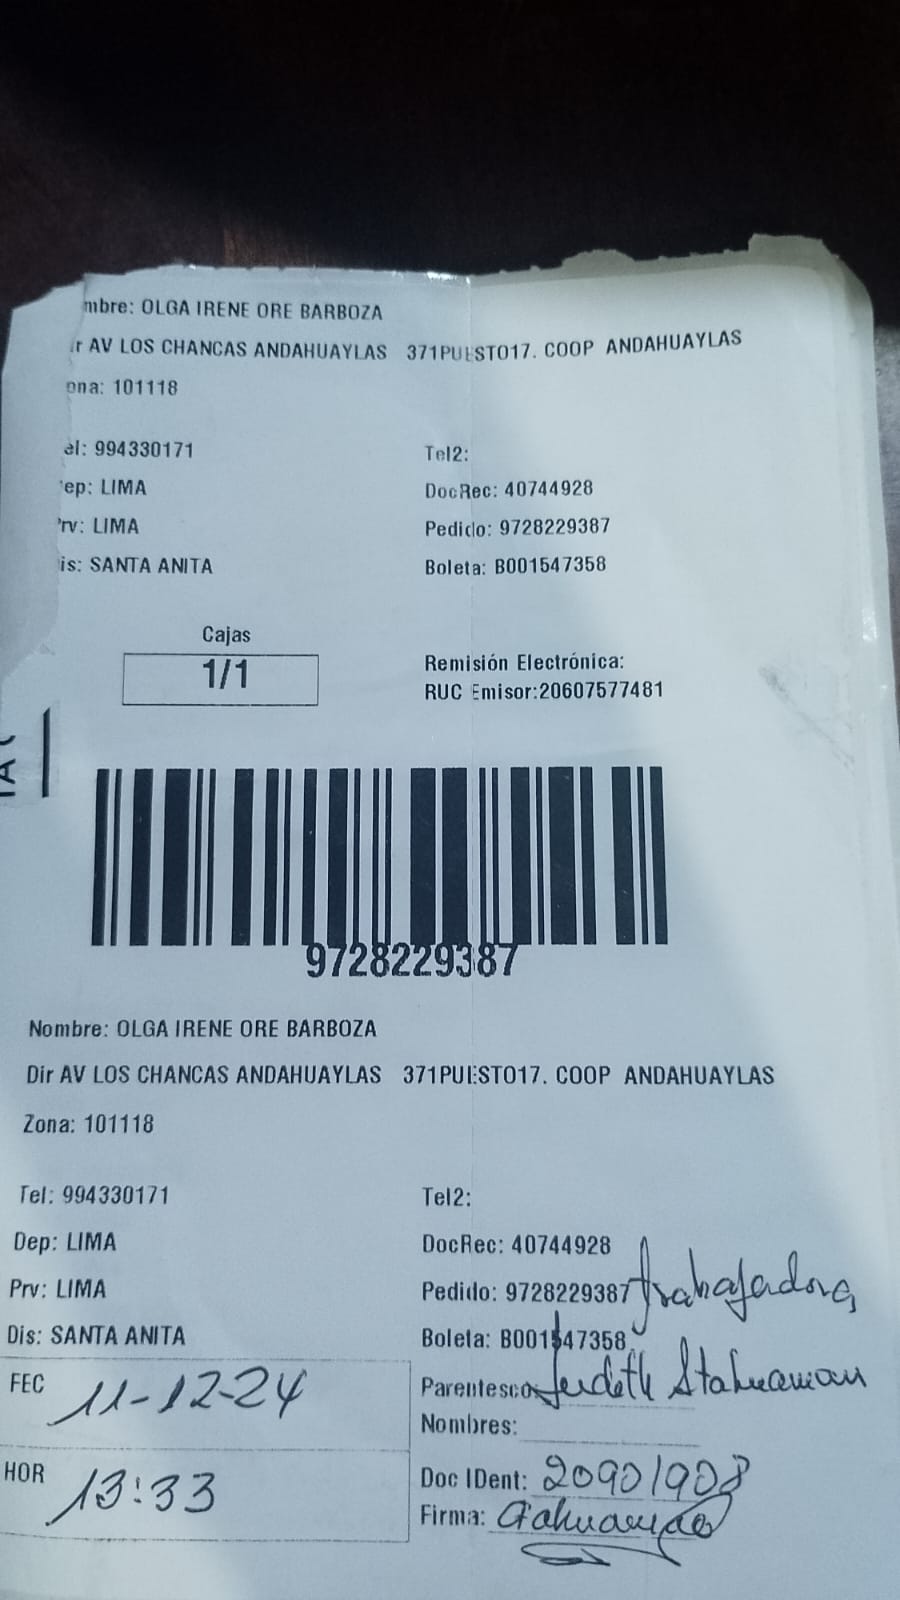 mbre: OLGA IRENE ORE BARBOZA
r AV LOS CHANCAS ANDAHUAYLAS 371PUESTO17. COOP ANDAHUAYLAS
ona: 101118
el: 994330171 Tel2:
ep: LIMA DocRec: 40744928
rv: LIMA Pedido: 9728229387
is: SANTA ANITA Boleta: B001547358
Cajas
1/1
Remisión Electrónica:
RUC Emisor:20607577481
9728229387
Nombre: OLGA IRENE ORE BARBOZA
Dir AV LOS CHANCAS ANDAHUAYLAS 371PUESTO17. COOP ANDAHUAYLAS
Zona: 101118
Tel: 994330171 Tel2:
Dep: LIMA DocRec: 40744928
Prv: LIMA Pedido: 9728229387 trabajadora
Dis: SANTA ANITA Boleta: B001547358
FEC 11-12-24 Parentesco
Nombres:
HOR 13:33 Doc IDent: 20901908
Firma: